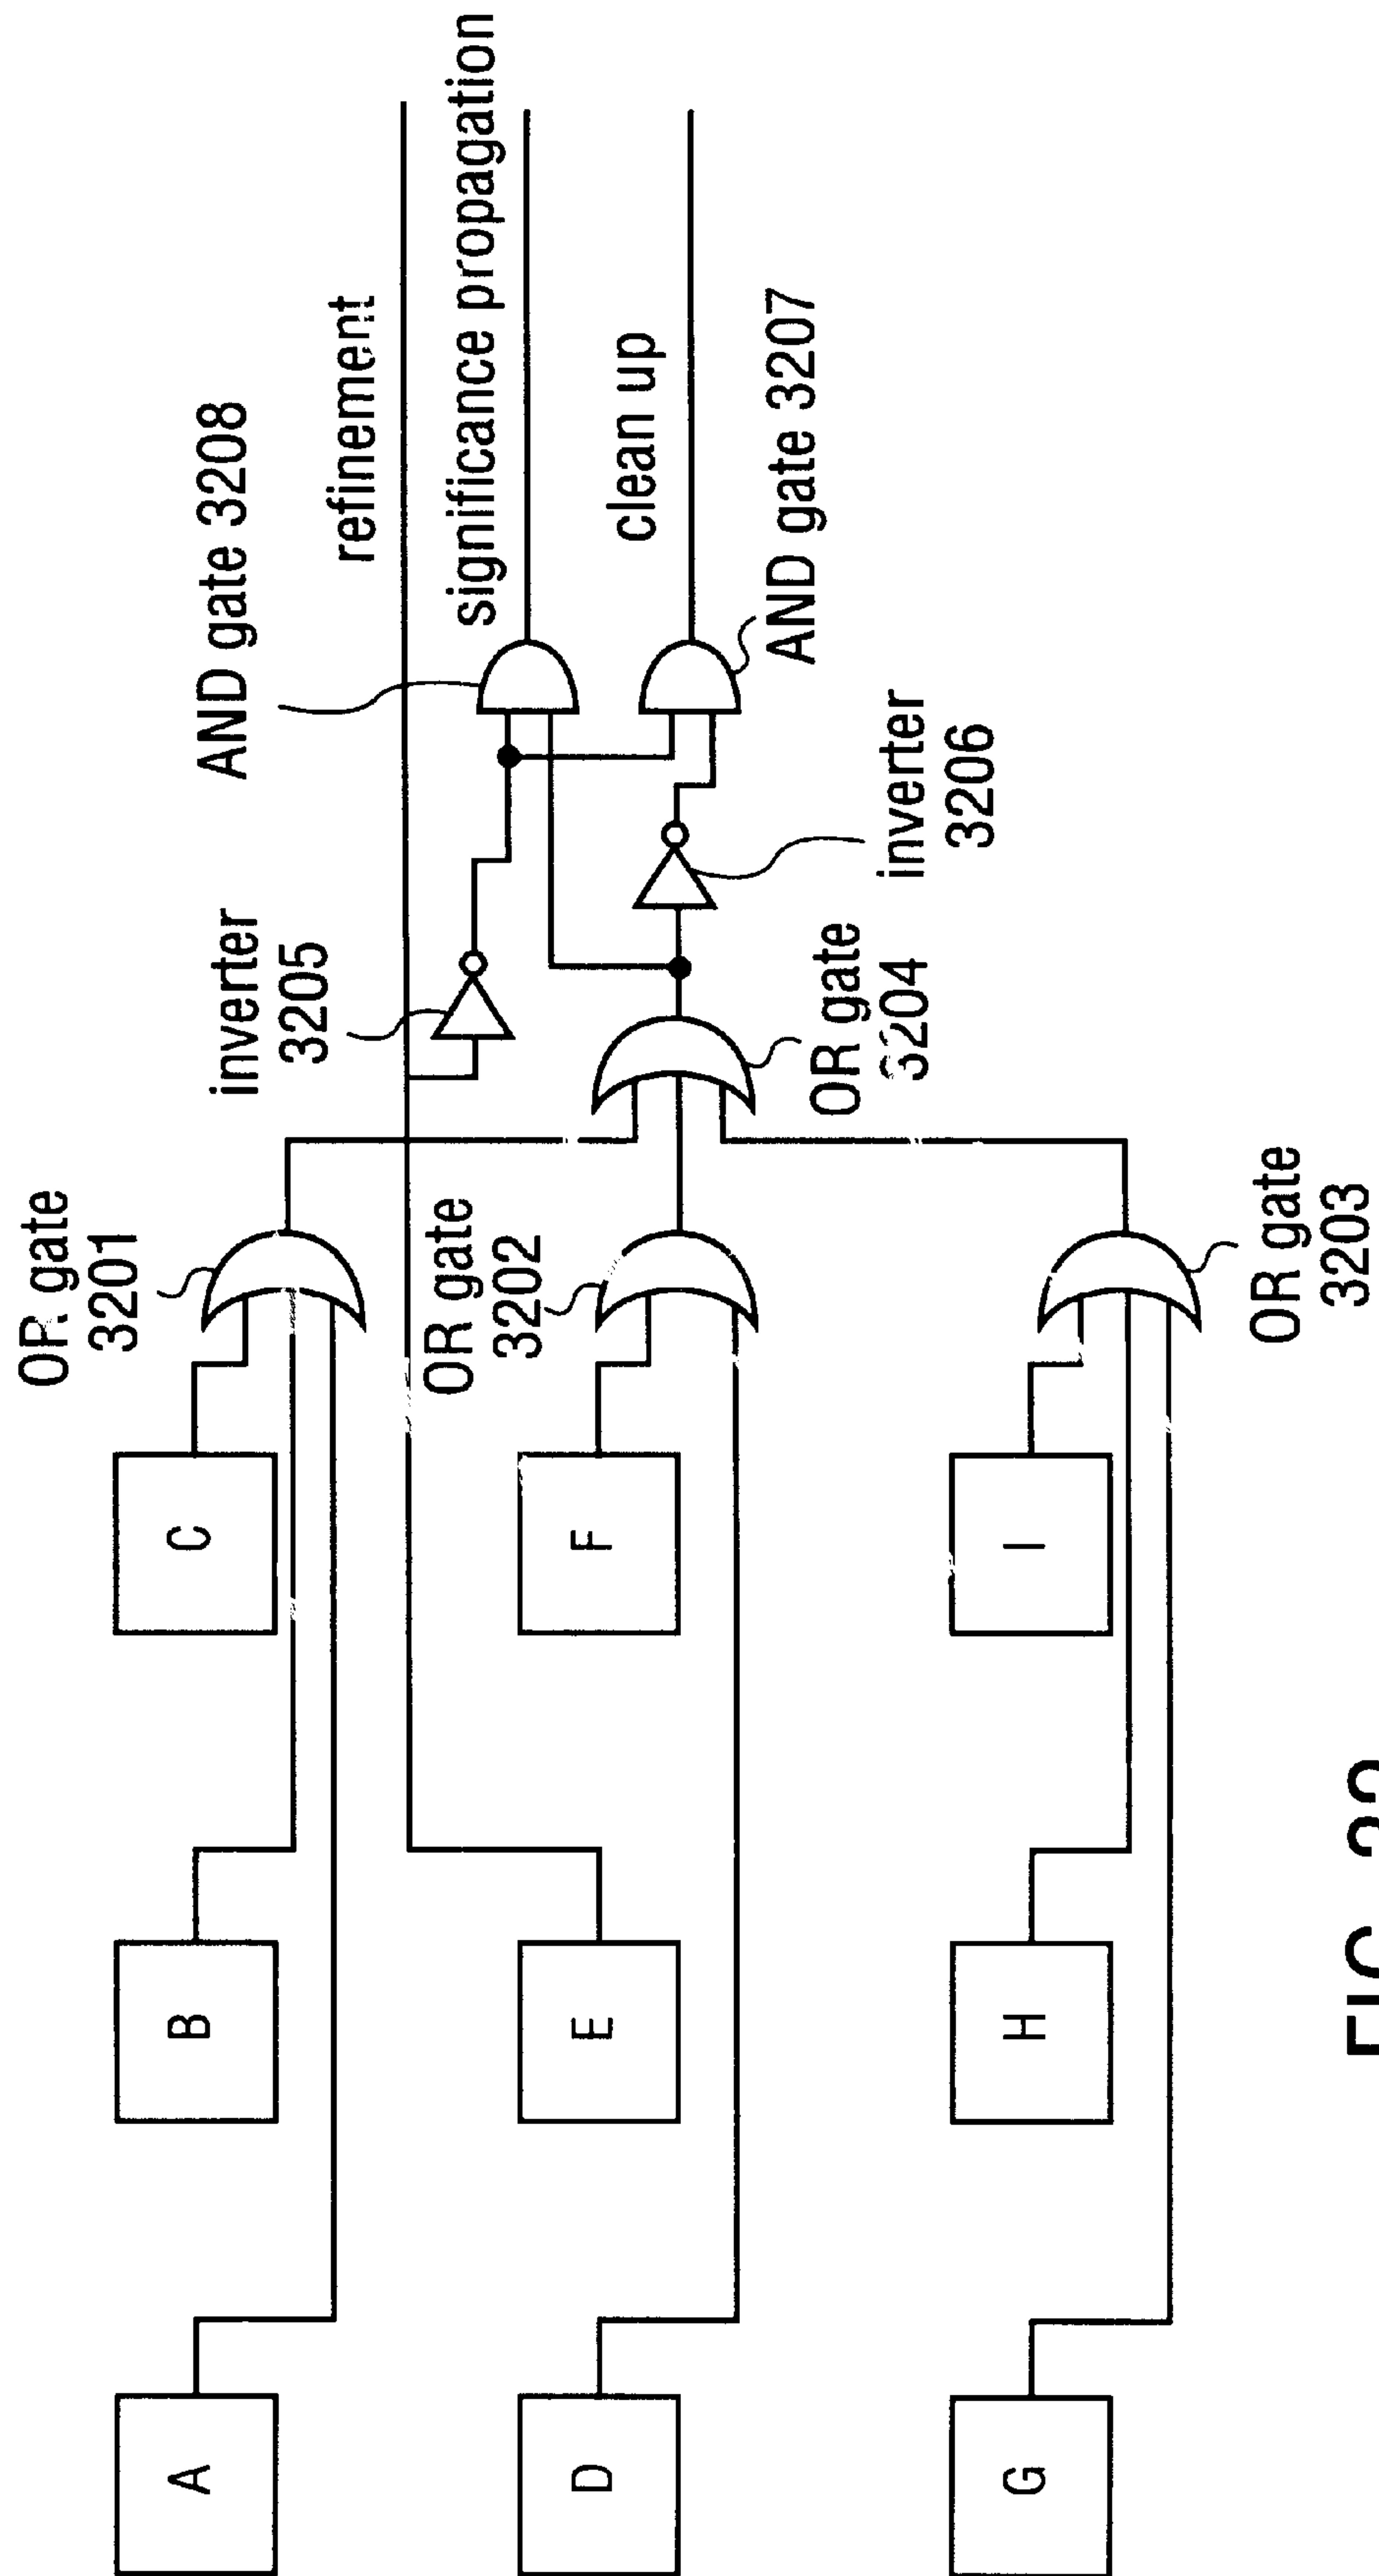 A
B
C
OR gate
3201
D
E
F
OR gate
3202
G
H
I
OR gate
3203
OR gate
3204
inverter
3205
inverter
3206
AND gate 3208
AND gate 3207
refinement
significance propagation
clean up